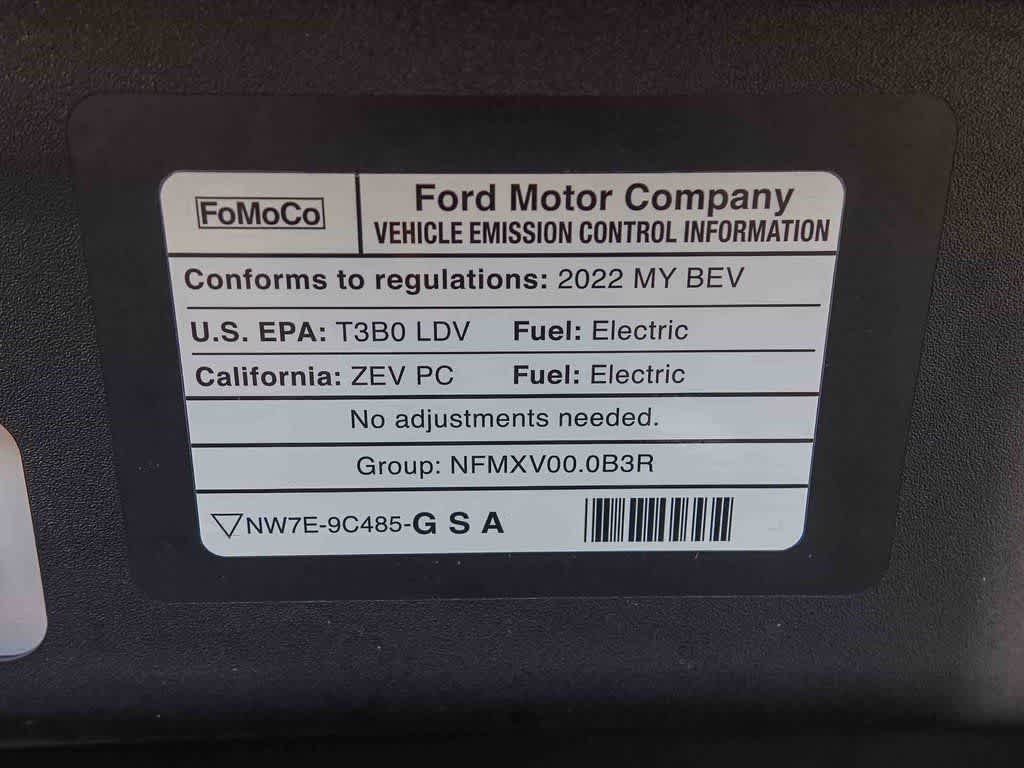 FoMoCo
Ford Motor Company
VEHICLE EMISSION CONTROL INFORMATION
Conforms to regulations: 2022 MY BEV
U.S. EPA: T3B0 LDV Fuel: Electric
California: ZEV PC Fuel: Electric
No adjustments needed.
Group: NFMXV00.0B3R
NW7E-9C485-G S A